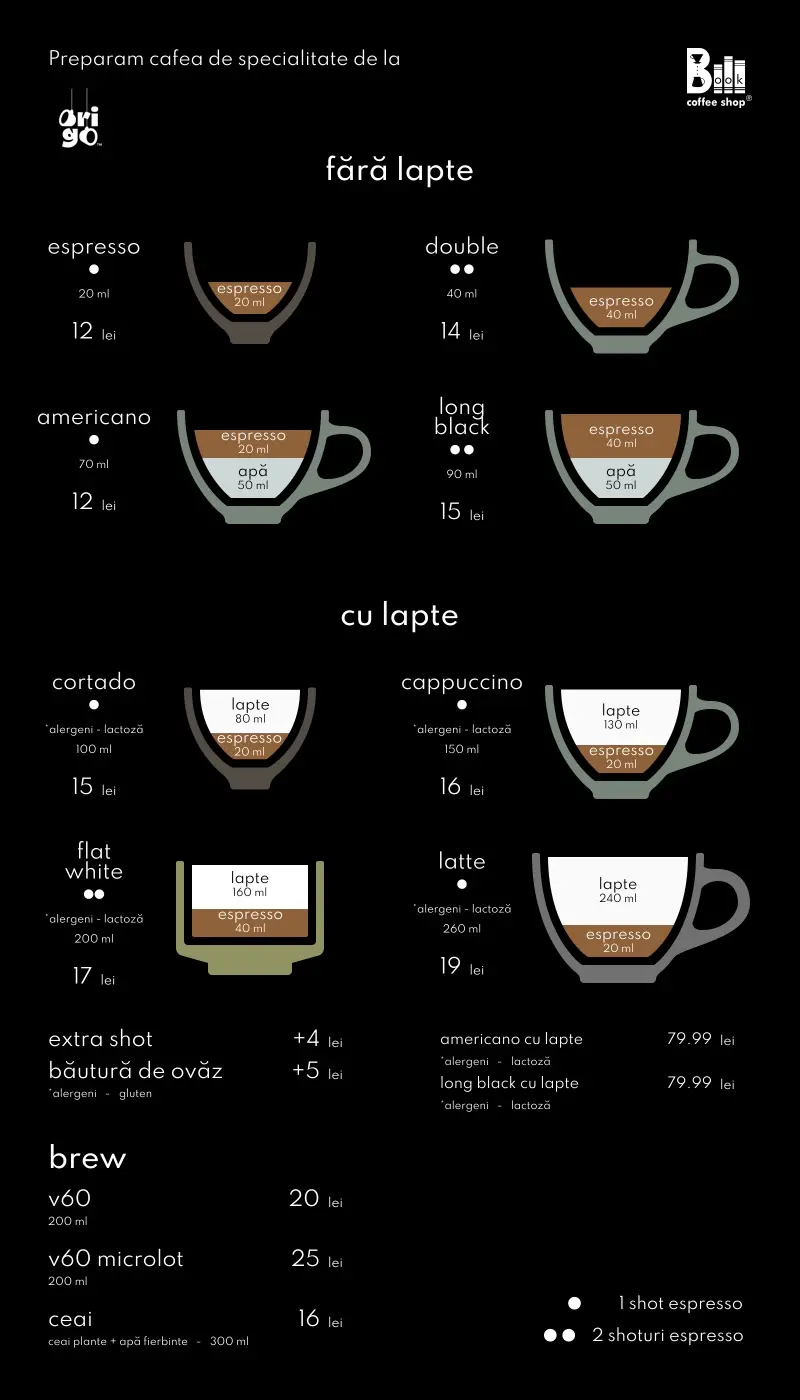 Preparam cafea de specialitate de la
origo™
Book
coffee shop®
fără lapte
espresso
20 ml
12 lei
espresso
20 ml
double
40 ml
14 lei
espresso
40 ml
americano
70 ml
12 lei
espresso
20 ml
apă
50 ml
long
black
90 ml
15 lei
espresso
40 ml
apă
50 ml
cu lapte
cortado
*alergeni - lactoză
100 ml
15 lei
lapte
80 ml
espresso
20 ml
cappuccino
*alergeni - lactoză
150 ml
16 lei
lapte
130 ml
espresso
20 ml
flat
white
*alergeni - lactoză
200 ml
17 lei
lapte
160 ml
espresso
40 ml
latte
*alergeni - lactoză
260 ml
19 lei
lapte
240 ml
espresso
20 ml
extra shot +4 lei
băutură de ovăz +5 lei
*alergeni - gluten
americano cu lapte 79.99 lei
*alergeni - lactoză
long black cu lapte 79.99 lei
*alergeni - lactoză
brew
v60 20 lei
200 ml
v60 microlot 25 lei
200 ml
ceai 16 lei
ceai plante + apă fierbinte - 300 ml
1 shot espresso
2 shoturi espresso